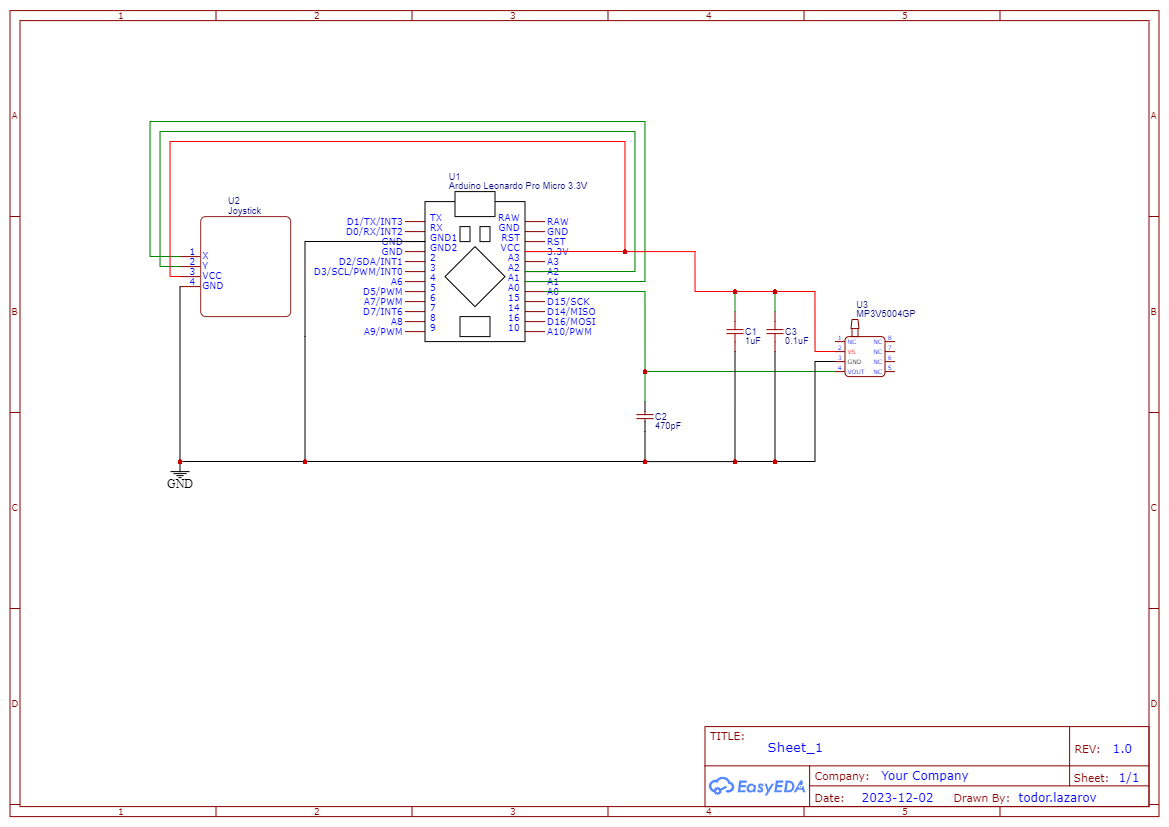 1 2 3 4 5
A A
B B
C C
D D
U1
Arduino Leonardo Pro Micro 3.3V
U2
Joystick
1 X
2 Y
3 VCC
4 GND
D1/TX/INT3 TX RAW RAW
D0/RX/INT2 RX GND GND
GND GND1 RST RST
GND GND2 VCC 3.3V
D2/SDA/INT1 2 A3 A3
D3/SCL/PWM/INT0 3 A2 A2
A6 4 A1 A1
D5/PWM 5 A0 A0
A7/PWM 6 15 D15/SCK
D7/INT6 7 14 D14/MISO
A8 8 16 D16/MOSI
A9/PWM 9 10 A10/PWM
U3
MP3V5004GP
1 NC NC 8
2 VS NC 7
3 GND NC 6
4 VOUT NC 5
C1
1uF
C3
0.1uF
C2
470pF
GND
TITLE:
Sheet_1
REV: 1.0
EasyEDA
Company: Your Company
Sheet: 1/1
Date: 2023-12-02 Drawn By: todor.lazarov
1 2 3 4 5